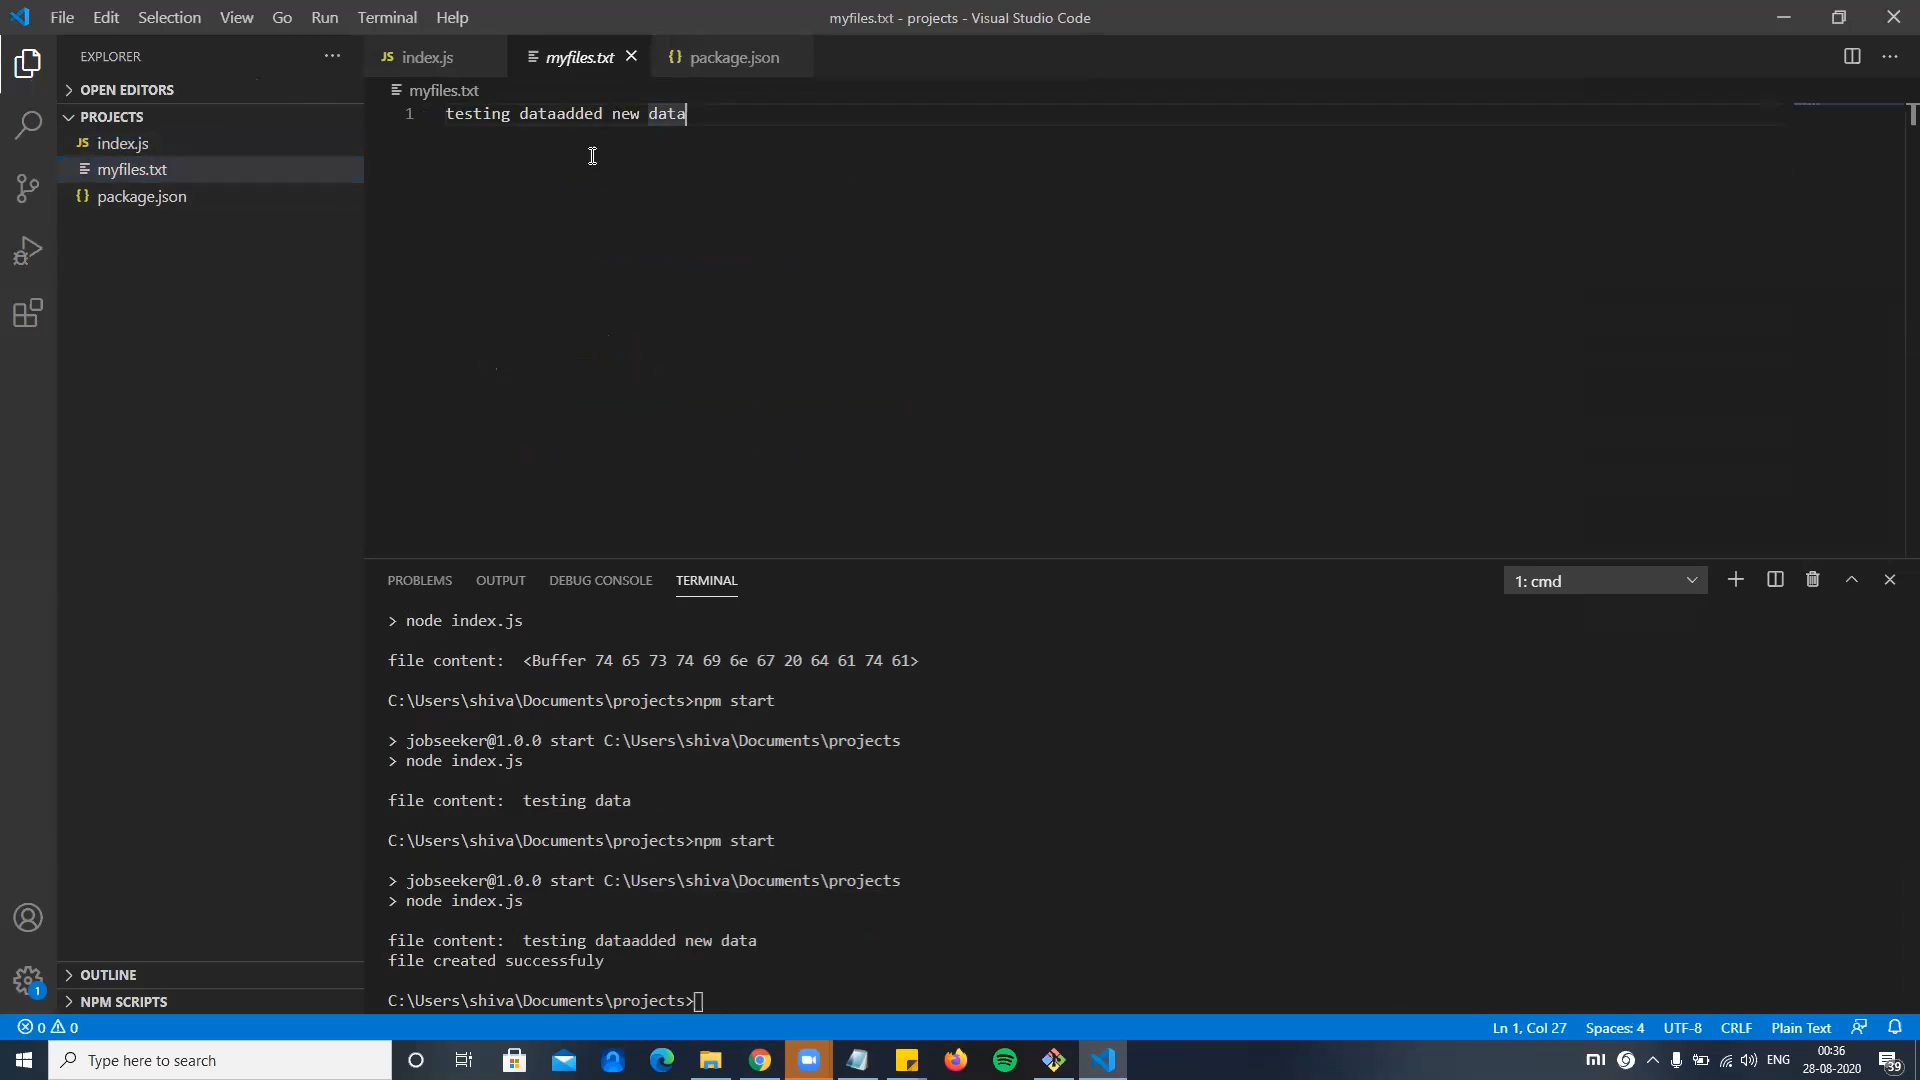 File Edit Selection View Go Run Terminal Help
myfiles.txt - projects - Visual Studio Code
EXPLORER
OPEN EDITORS
PROJECTS
JS index.js
myfiles.txt
{} package.json
OUTLINE
NPM SCRIPTS
JS index.js
myfiles.txt
{} package.json
myfiles.txt
1 testing dataadded new data
PROBLEMS OUTPUT DEBUG CONSOLE TERMINAL
1: cmd
> node index.js
file content:  <Buffer 74 65 73 74 69 6e 67 20 64 61 74 61>
C:\Users\shiva\Documents\projects>npm start
> jobseeker@1.0.0 start C:\Users\shiva\Documents\projects
> node index.js
file content:  testing data
C:\Users\shiva\Documents\projects>npm start
> jobseeker@1.0.0 start C:\Users\shiva\Documents\projects
> node index.js
file content:  testing dataadded new data
file created successfuly
C:\Users\shiva\Documents\projects>
1
0 0
Ln 1, Col 27 Spaces: 4 UTF-8 CRLF Plain Text
Type here to search
ENG
00:36
28-08-2020
39